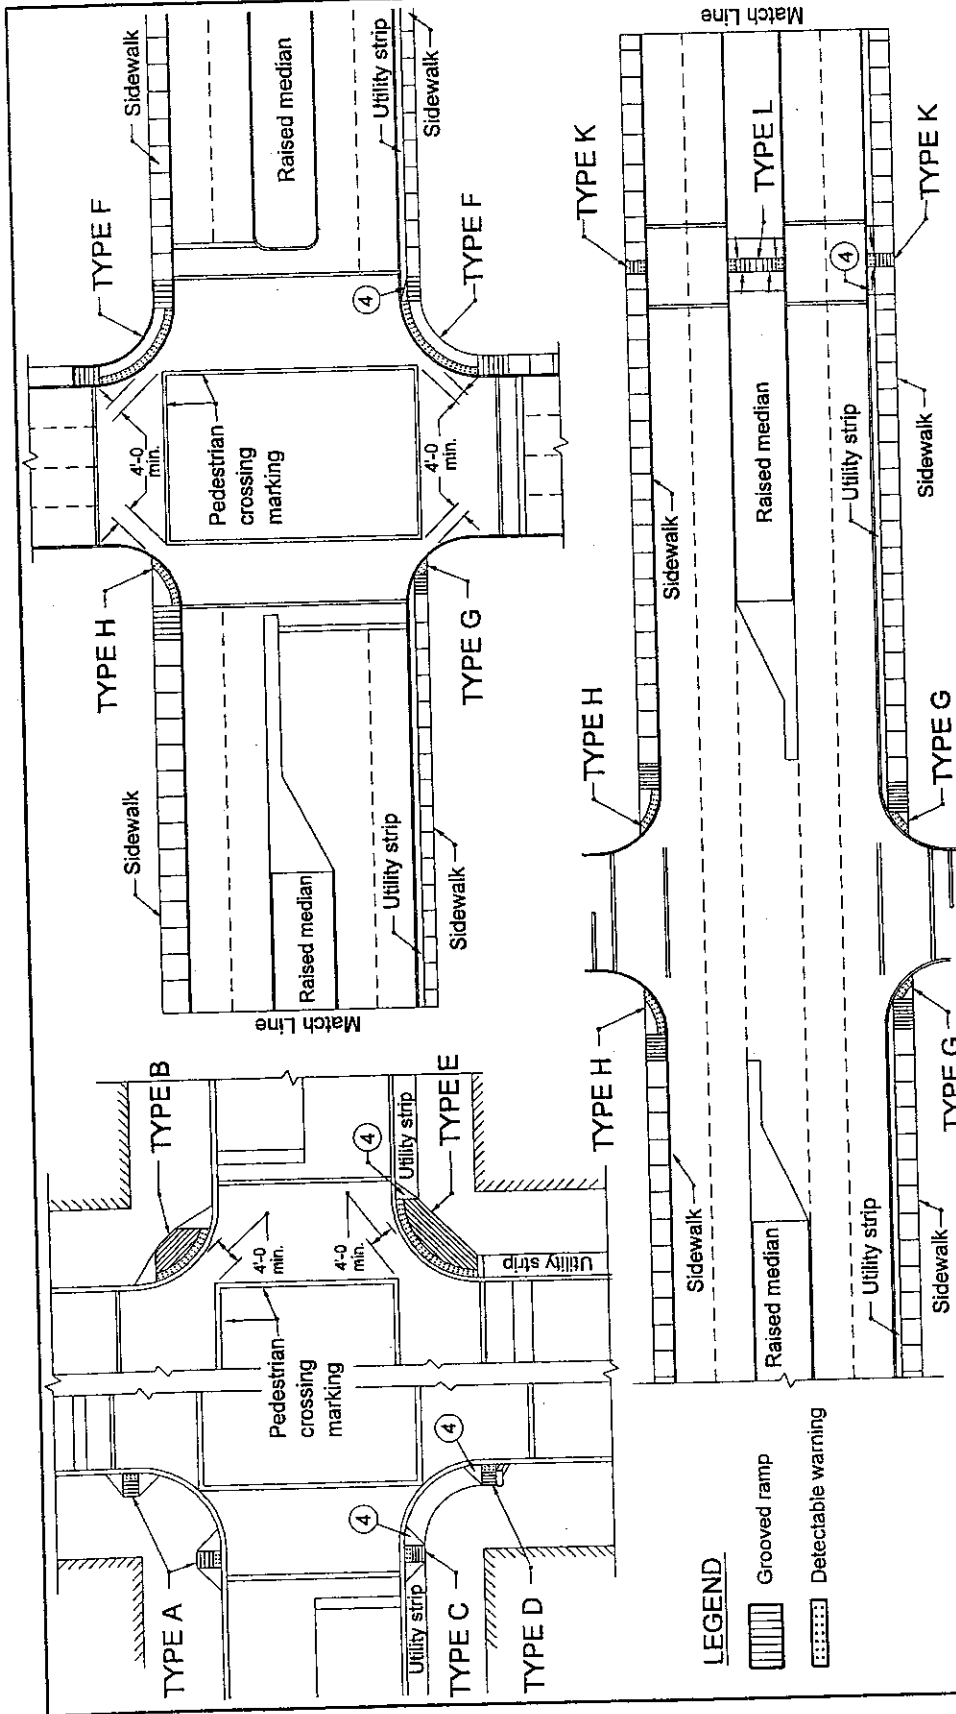 TYPE A
TYPE B
4'-0
min.
4'-0
min.
Pedestrian
crossing
marking
4
4
4
Utility strip
Utility strip
Utility strip
TYPE C
TYPE D
TYPE E
LEGEND
Grooved ramp
Detectable warning
Sidewalk
TYPE H
TYPE F
Sidewalk
4'-0
min.
Pedestrian
crossing
marking
4'-0
min.
Raised median
Raised median
4
Utility strip
Sidewalk
Utility strip
Sidewalk
TYPE G
TYPE F
Match Line
TYPE H
TYPE H
TYPE K
Sidewalk
Sidewalk
Raised median
Raised median
TYPE L
4
Utility strip
Sidewalk
Utility strip
Sidewalk
TYPE G
TYPE G
TYPE K
Match Line